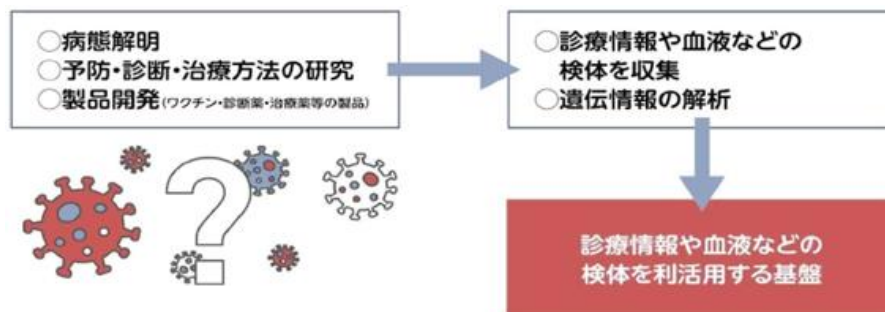 ○病態解明
○予防・診断・治療方法の研究
○製品開発(ワクチン・診断薬・治療薬等の製品)
○診療情報や血液などの
検体を収集
○遺伝情報の解析
?
診療情報や血液などの
検体を利活用する基盤